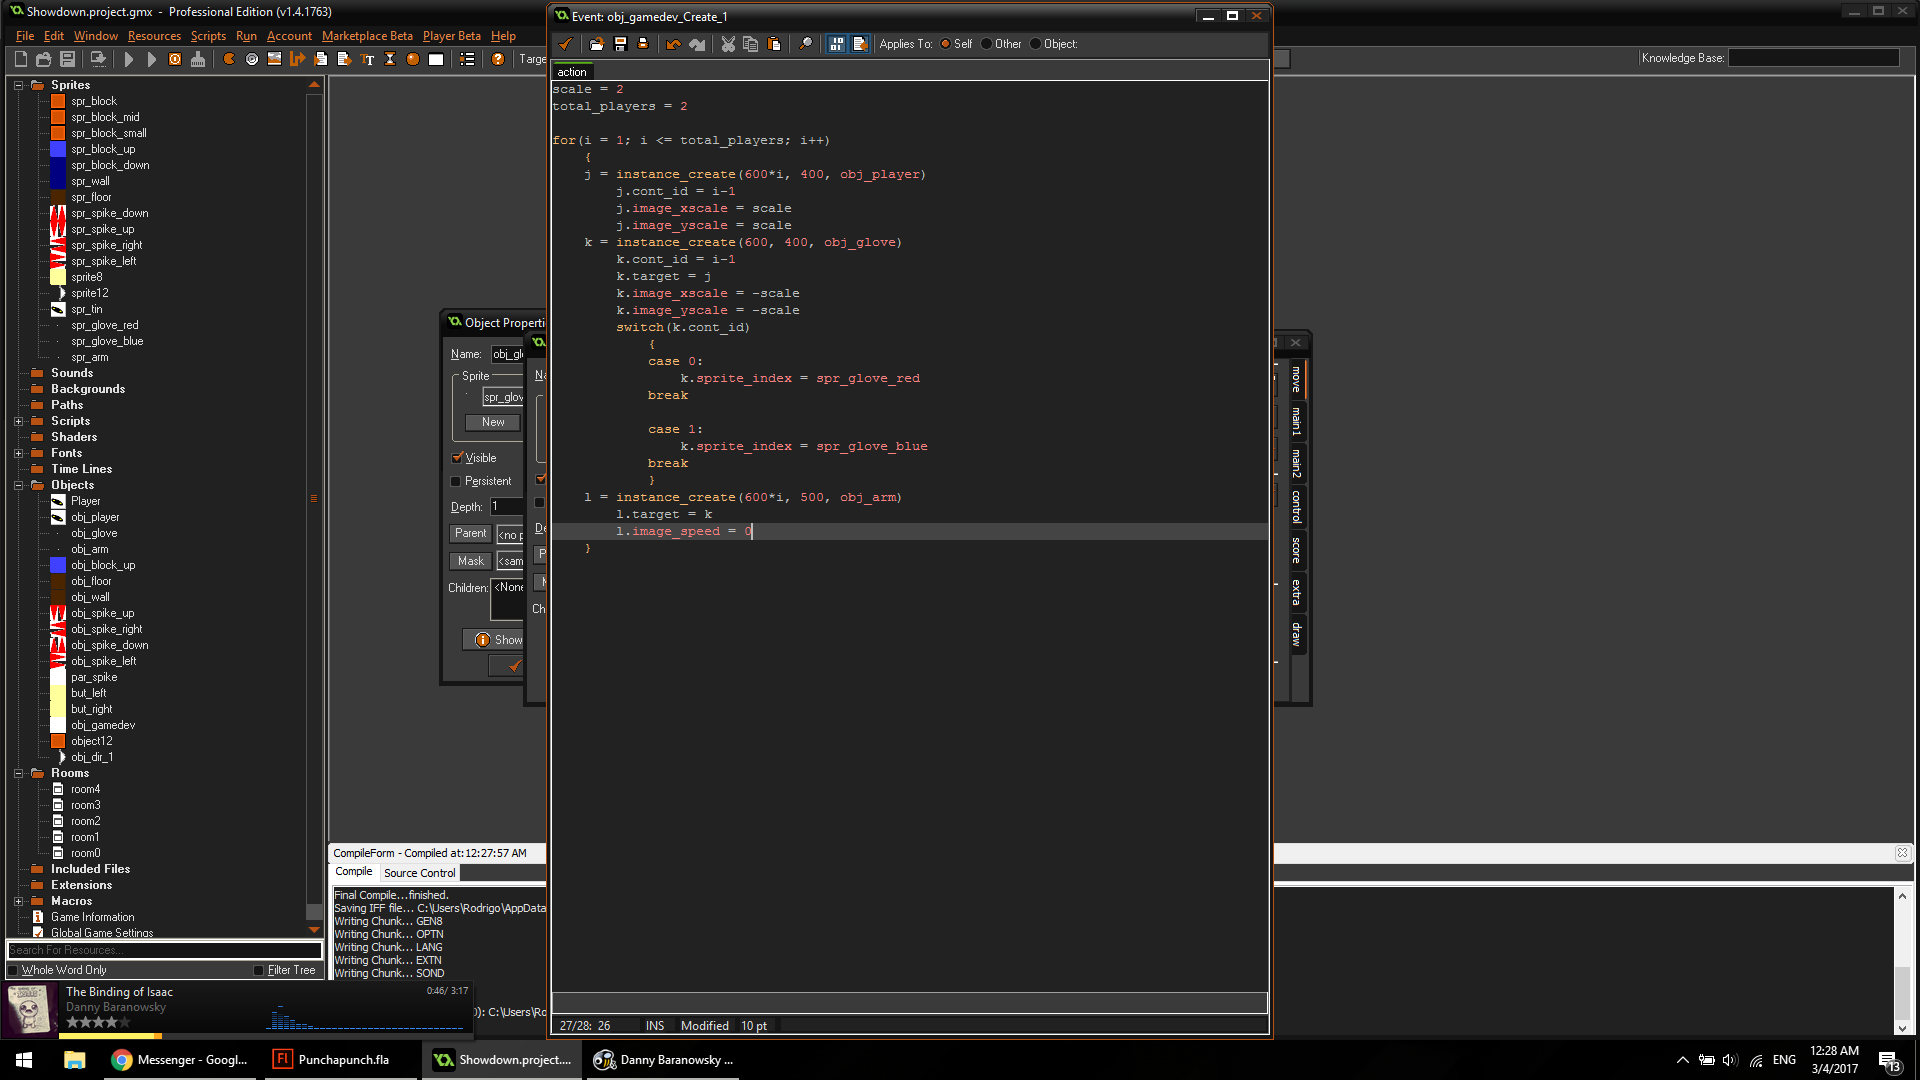 Showdown.project.gmx - Professional Edition (v1.4.1763)
File Edit Window Resources Scripts Run Account Marketplace Beta Player Beta Help
Knowledge Base:
Sprites
spr_block
spr_block_mid
spr_block_small
spr_block_up
spr_block_down
spr_wall
spr_floor
spr_spike_down
spr_spike_up
spr_spike_right
spr_spike_left
sprite8
sprite12
spr_tin
spr_glove_red
spr_glove_blue
spr_arm
Sounds
Backgrounds
Paths
Scripts
Shaders
Fonts
Time Lines
Objects
Player
obj_player
obj_glove
obj_arm
obj_block_up
obj_floor
obj_wall
obj_spike_up
obj_spike_right
obj_spike_down
obj_spike_left
par_spike
but_left
but_right
obj_gamedev
object12
obj_dir_1
Rooms
room4
room3
room2
room1
room0
Included Files
Extensions
Macros
Game Information
Global Game Settings
Search For Resources...
Whole Word Only Filter Tree
The Binding of Isaac 0:46/ 3:17
Danny Baranowsky
Object Properti
Name: obj_gl
Sprite
spr_glov
New
Visible
Persistent
Depth: 1
Parent <no p
Mask <sam
Children: <None
Show
Event: obj_gamedev_Create_1
Applies To: Self Other Object:
action
scale = 2
total_players = 2
for(i = 1; i <= total_players; i++)
{
j = instance_create(600*i, 400, obj_player)
j.cont_id = i-1
j.image_xscale = scale
j.image_yscale = scale
k = instance_create(600, 400, obj_glove)
k.cont_id = i-1
k.target = j
k.image_xscale = -scale
k.image_yscale = -scale
switch(k.cont_id)
{
case 0:
k.sprite_index = spr_glove_red
break
case 1:
k.sprite_index = spr_glove_blue
break
}
l = instance_create(600*i, 500, obj_arm)
l.target = k
l.image_speed = 0
}
27/28: 26 INS Modified 10 pt
move
main1
main2
control
score
extra
draw
CompileForm - Compiled at:12:27:57 AM
Compile Source Control
Final Compile...finished.
Saving IFF file... C:\Users\Rodrigo\AppData
Writing Chunk... GEN8
Writing Chunk... OPTN
Writing Chunk... LANG
Writing Chunk... EXTN
Writing Chunk... SOND
Messenger - Googl... Punchapunch.fla Showdown.project.... Danny Baranowsky ...
ENG
12:28 AM
3/4/2017
13